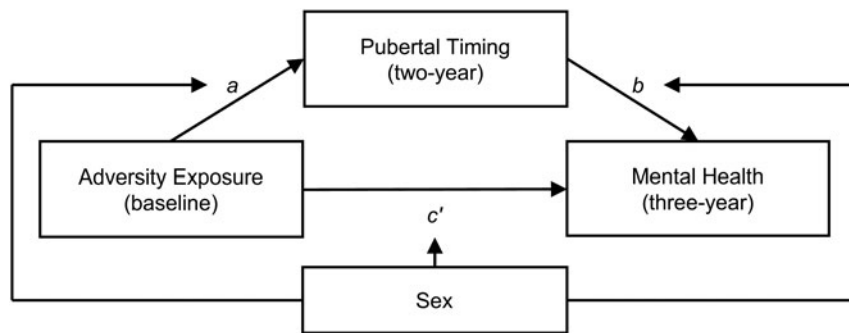 Pubertal Timing
(two-year)
a
b
Adversity Exposure
(baseline)
Mental Health
(three-year)
c'
Sex